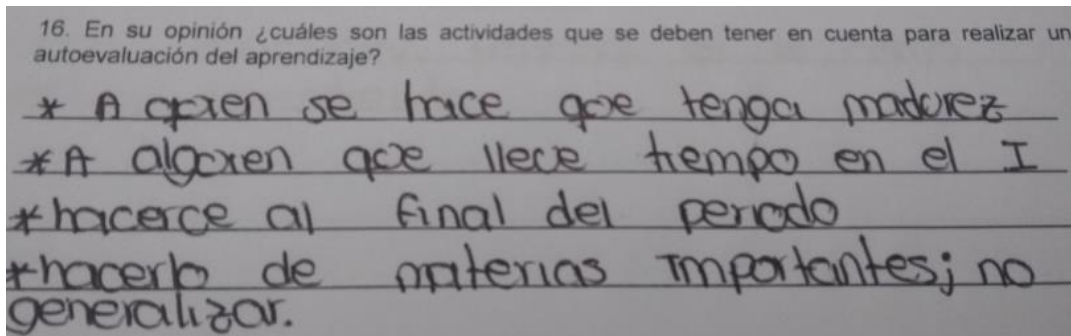 16. En su opinión ¿cuáles son las actividades que se deben tener en cuenta para realizar un
autoevaluación del aprendizaje?
* A quien se hace que tenga madurez
* A alguien que llece tiempo en el I
* hacerce al final del periodo
* hacerlo de materias importantes; no
generalizar.